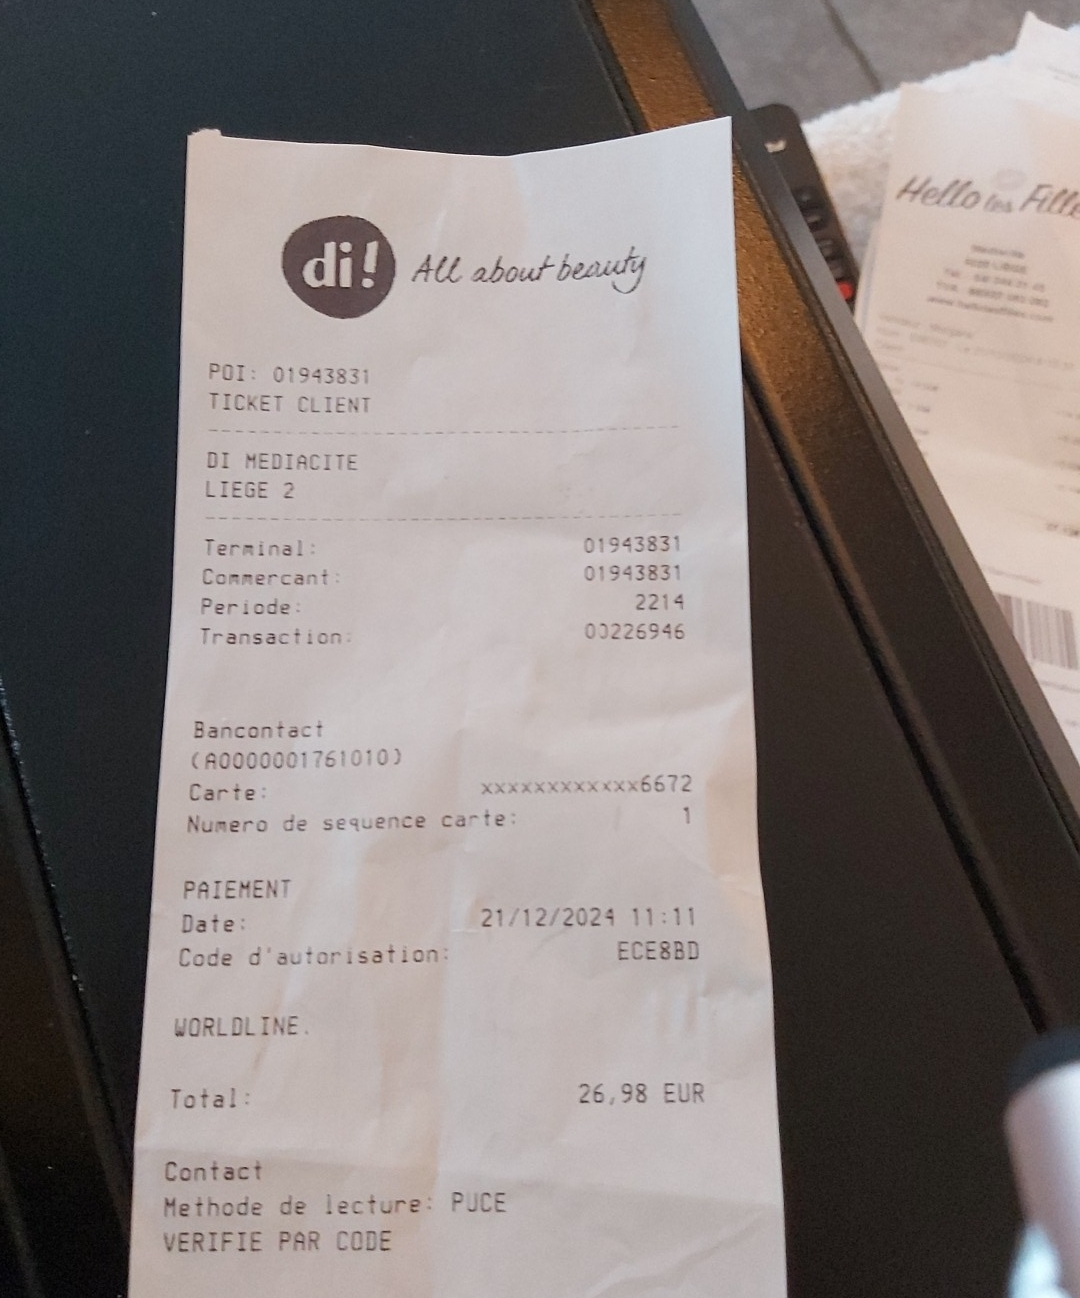 di! All about beauty
POI: 01943831
TICKET CLIENT
DI MEDIACITE
LIEGE 2
Terminal: 01943831
Commercant: 01943831
Periode: 2214
Transaction: 00226946
Bancontact
(A0000001761010)
Carte: xxxxxxxxxxxx6672
Numero de sequence carte: 1
PAIEMENT
Date: 21/12/2024 11:11
Code d'autorisation: ECE8BD
WORLDLINE.
Total: 26,98 EUR
Contact
Methode de lecture: PUCE
VERIFIE PAR CODE
Hello les Fille